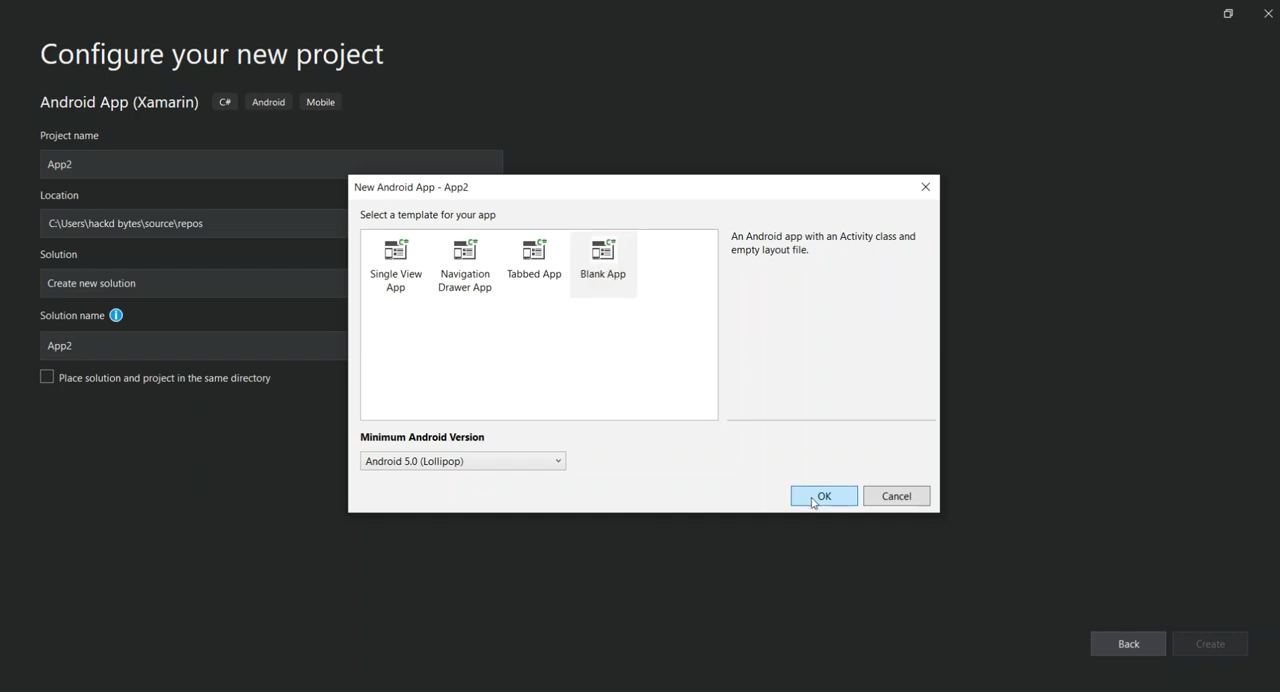 Configure your new project
Android App (Xamarin) C# Android Mobile
Project name
App2
Location
C:\Users\hackd bytes\source\repos
Solution
Create new solution
Solution name
App2
Place solution and project in the same directory
New Android App - App2
Select a template for your app
Single View App
Navigation Drawer App
Tabbed App
Blank App
An Android app with an Activity class and
empty layout file.
Minimum Android Version
Android 5.0 (Lollipop)
OK Cancel
Back Create